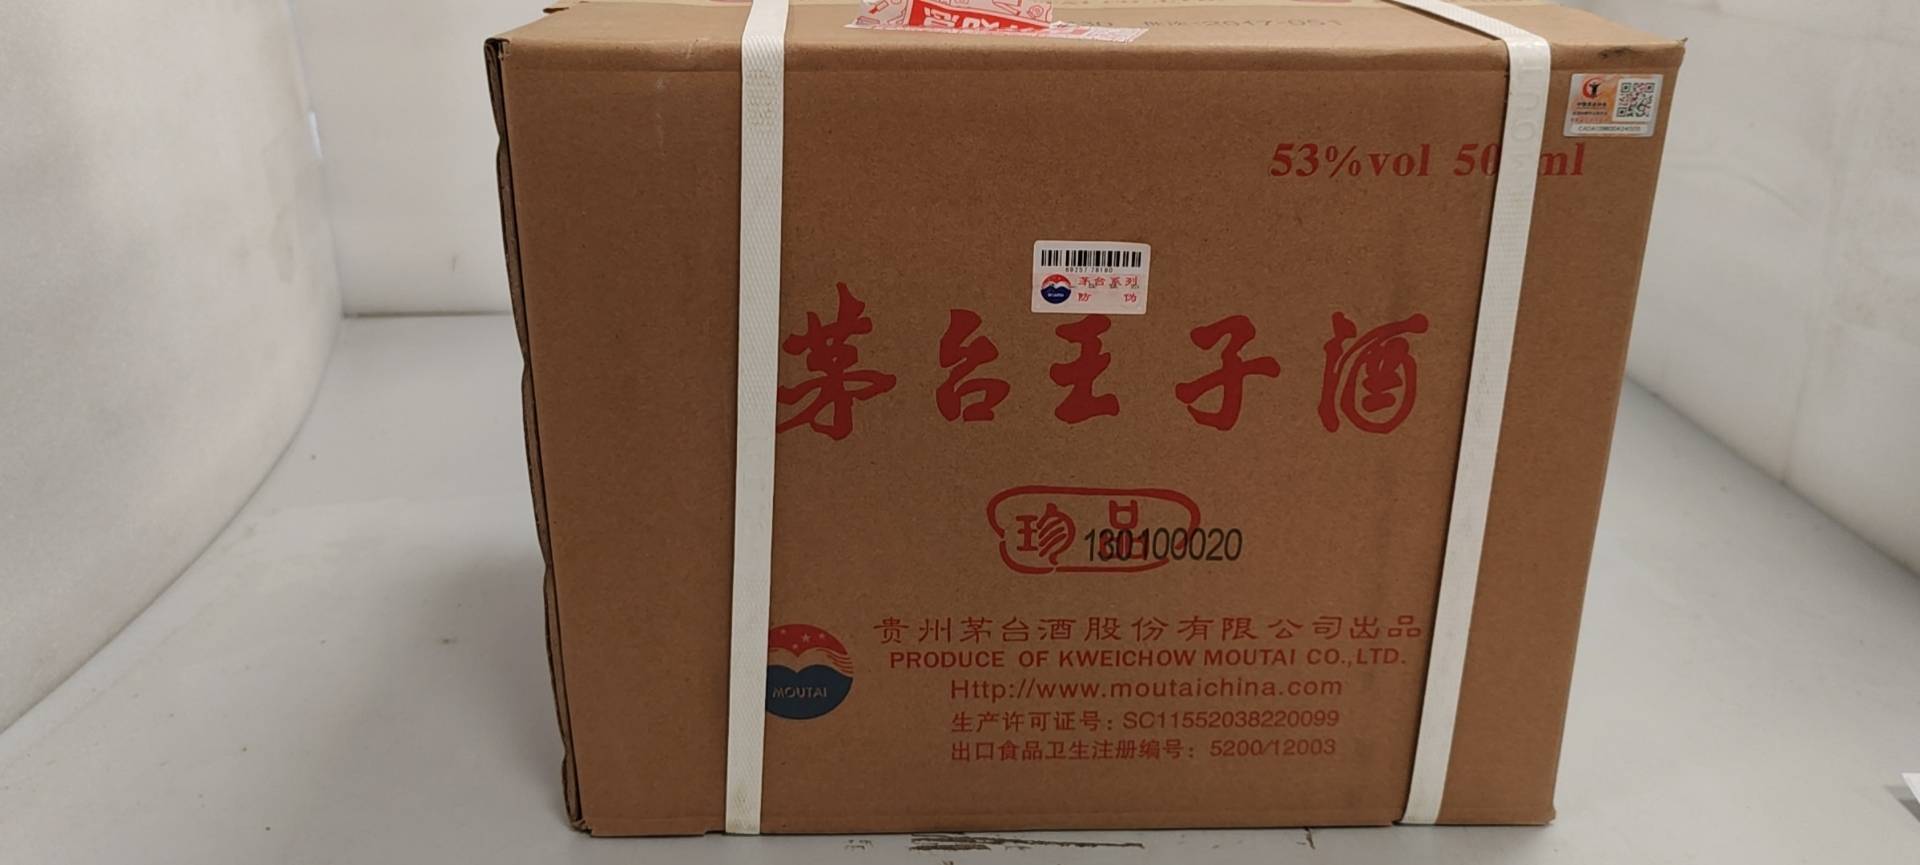 2017-051
53%vol 50 ml
茅台系列
防 伪
茅台王子酒
珍品
130100020
MOUTAI
贵州茅台酒股份有限公司出品
PRODUCE OF KWEICHOW MOUTAI CO.,LTD.
Http://www.moutaichina.com
生产许可证号：SC11552038220099
出口食品卫生注册编号：5200/12003